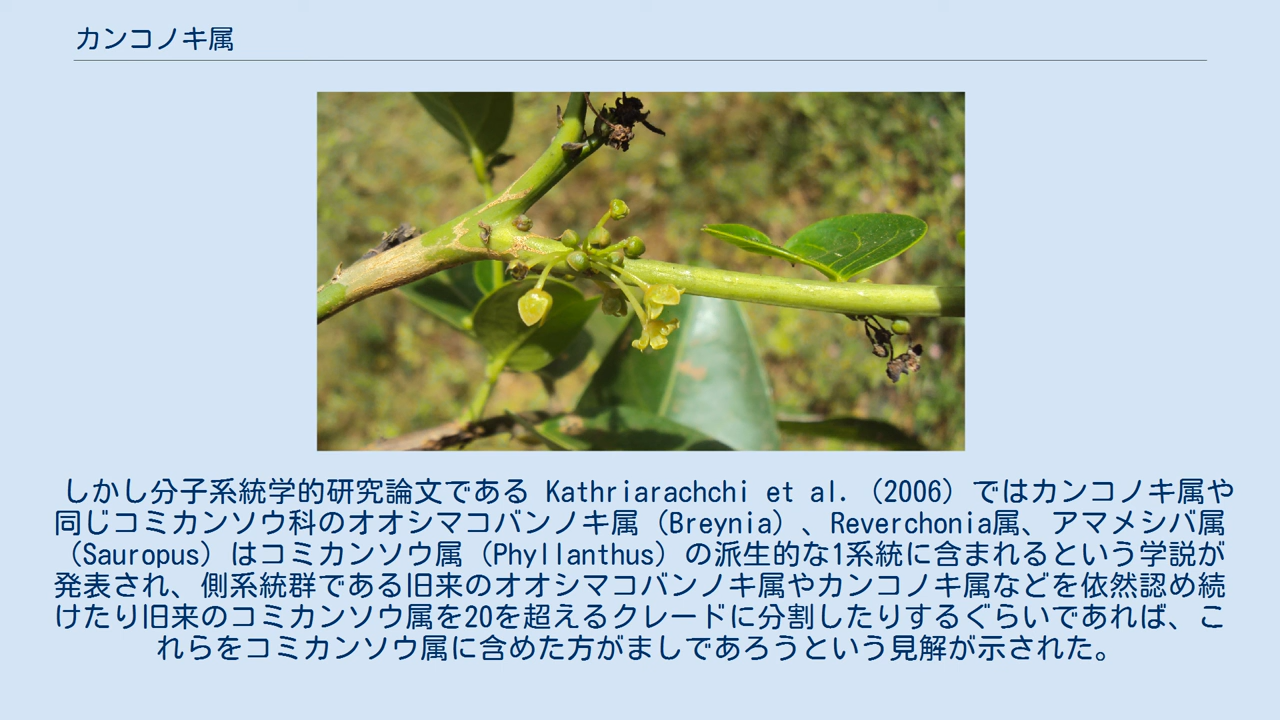 カンコノキ属
しかし分子系統学的研究論文である Kathriarachchi et al. (2006) ではカンコノキ属や
同じコミカンソウ科のオオシマコバンノキ属（Breynia）、Reverchonia属、アマメシバ属
（Sauropus）はコミカンソウ属（Phyllanthus）の派生的な1系統に含まれるという学説が
発表され、側系統群である旧来のオオシマコバンノキ属やカンコノキ属などを依然認め続
けたり旧来のコミカンソウ属を20を超えるクレードに分割したりするぐらいであれば、こ
れらをコミカンソウ属に含めた方がましであろうという見解が示された。